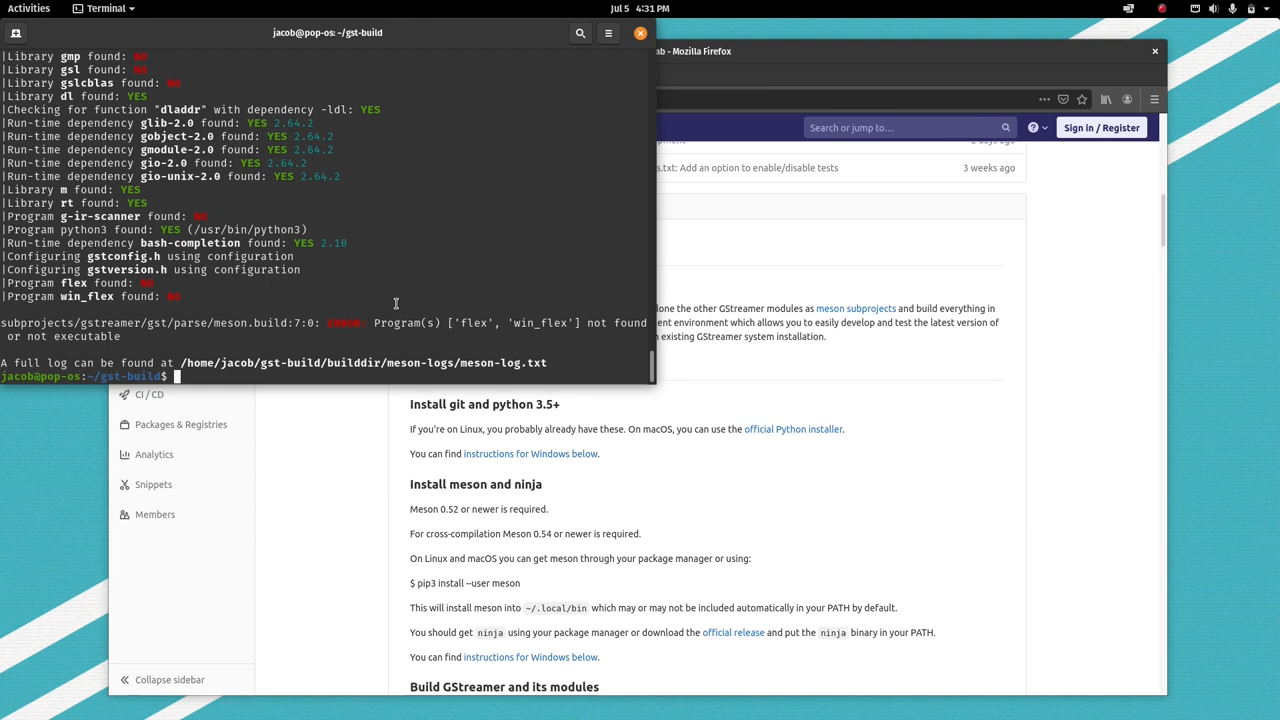 Activities
Terminal
Jul 5 4:31 PM
jacob@pop-os: ~/gst-build
|Library gmp found: NO
|Library gsl found: NO
|Library gslcblas found: NO
|Library dl found: YES
|Checking for function "dladdr" with dependency -ldl: YES
|Run-time dependency glib-2.0 found: YES 2.64.2
|Run-time dependency gobject-2.0 found: YES 2.64.2
|Run-time dependency gmodule-2.0 found: YES 2.64.2
|Run-time dependency gio-2.0 found: YES 2.64.2
|Run-time dependency gio-unix-2.0 found: YES 2.64.2
|Library m found: YES
|Library rt found: YES
|Program g-ir-scanner found: NO
|Program python3 found: YES (/usr/bin/python3)
|Run-time dependency bash-completion found: YES 2.10
|Configuring gstconfig.h using configuration
|Configuring gstversion.h using configuration
|Program flex found: NO
|Program win_flex found: NO
subprojects/gstreamer/gst/parse/meson.build:7:0: ERROR: Program(s) ['flex', 'win_flex'] not found
or not executable
A full log can be found at /home/jacob/gst-build/builddir/meson-logs/meson-log.txt
jacob@pop-os:~/gst-build$
ab - Mozilla Firefox
Search or jump to...
Sign in / Register
s.txt: Add an option to enable/disable tests
3 weeks ago
lone the other GStreamer modules as meson subprojects and build everything in
ent environment which allows you to easily develop and test the latest version of
n existing GStreamer system installation.
CI / CD
Packages & Registries
Analytics
Snippets
Members
Collapse sidebar
Install git and python 3.5+
If you're on Linux, you probably already have these. On macOS, you can use the official Python installer.
You can find instructions for Windows below.
Install meson and ninja
Meson 0.52 or newer is required.
For cross-compilation Meson 0.54 or newer is required.
On Linux and macOS you can get meson through your package manager or using:
$ pip3 install --user meson
This will install meson into ~/.local/bin which may or may not be included automatically in your PATH by default.
You should get ninja using your package manager or download the official release and put the ninja binary in your PATH.
You can find instructions for Windows below.
Build GStreamer and its modules